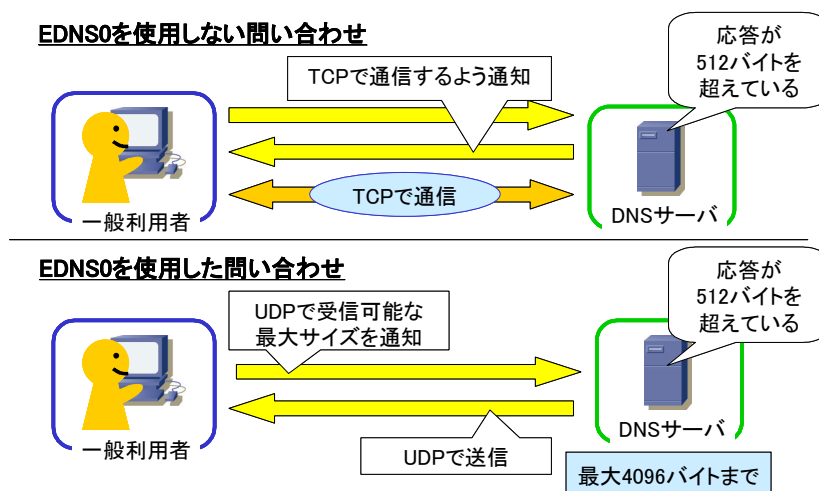 EDNS0を使用しない問い合わせ
応答が
512バイトを
超えている
TCPで通信するよう通知
TCPで通信
一般利用者
DNSサーバ
EDNS0を使用した問い合わせ
応答が
512バイトを
超えている
UDPで受信可能な
最大サイズを通知
一般利用者
DNSサーバ
UDPで送信
最大4096バイトまで